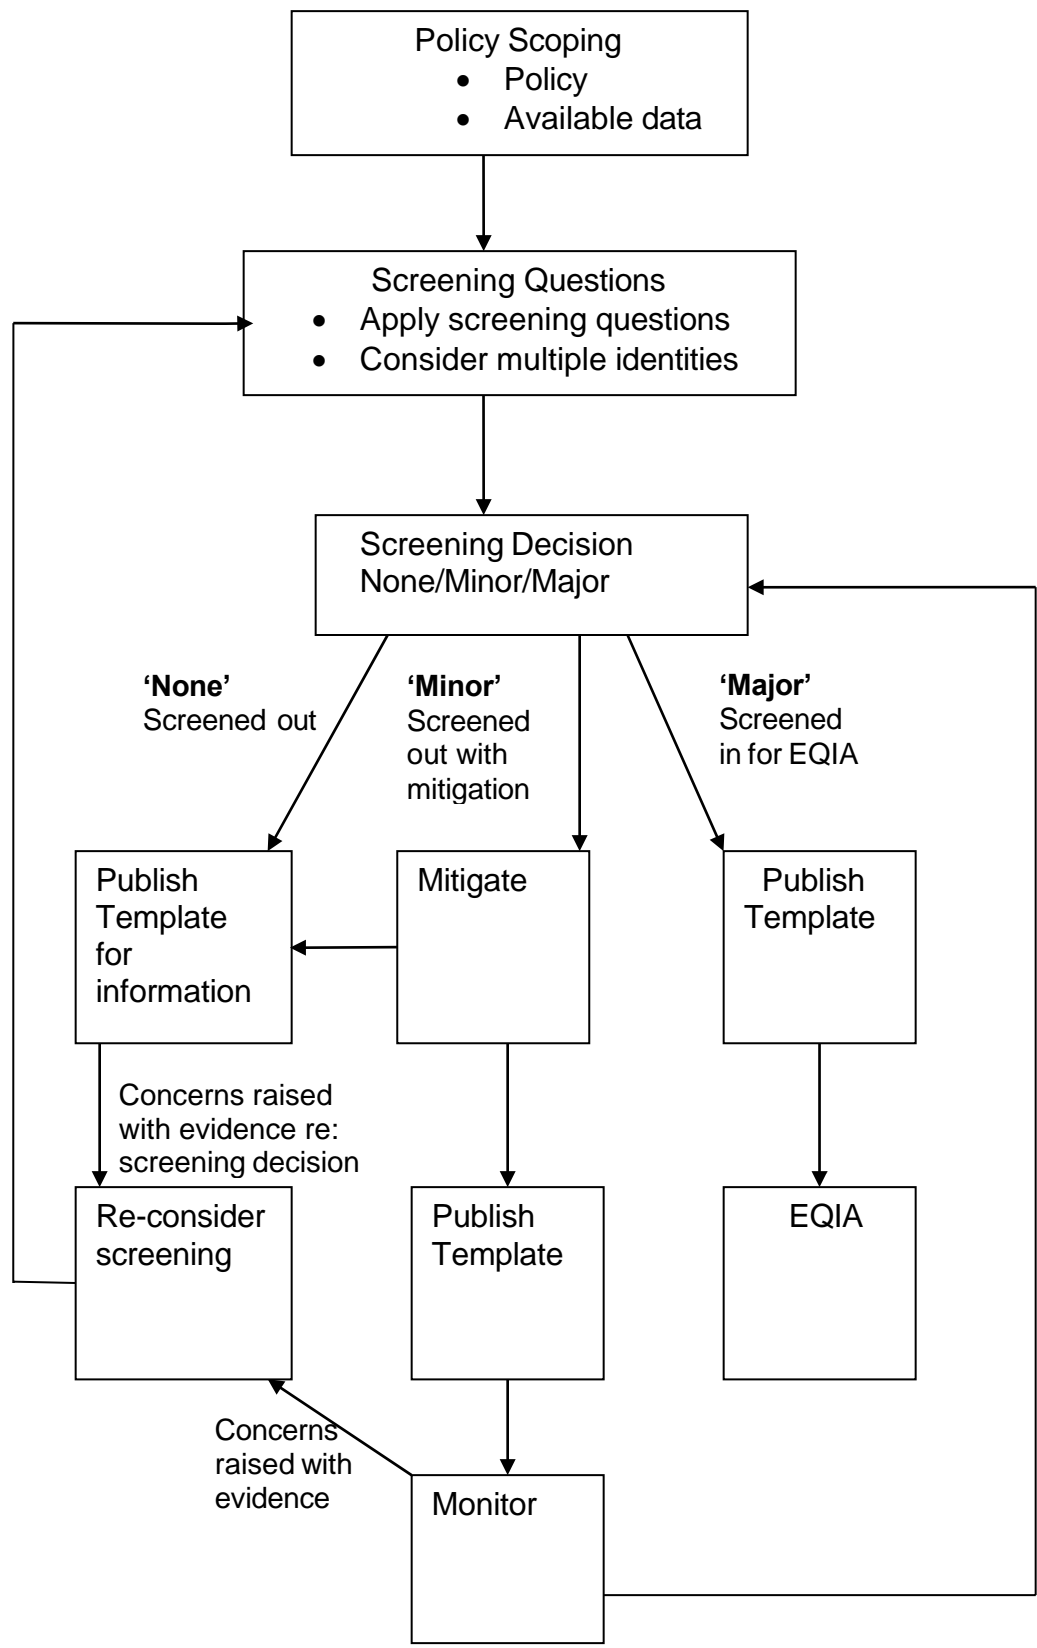 Policy Scoping
• Policy
• Available data
Screening Questions
• Apply screening questions
• Consider multiple identities
Screening Decision
None/Minor/Major
‘None’
Screened out
‘Minor’
Screened
out with
mitigation
‘Major’
Screened
in for EQIA
Publish
Template
for
information
Mitigate
Publish
Template
Concerns raised
with evidence re:
screening decision
Re-consider
screening
Publish
Template
EQIA
Concerns
raised with
evidence
Monitor